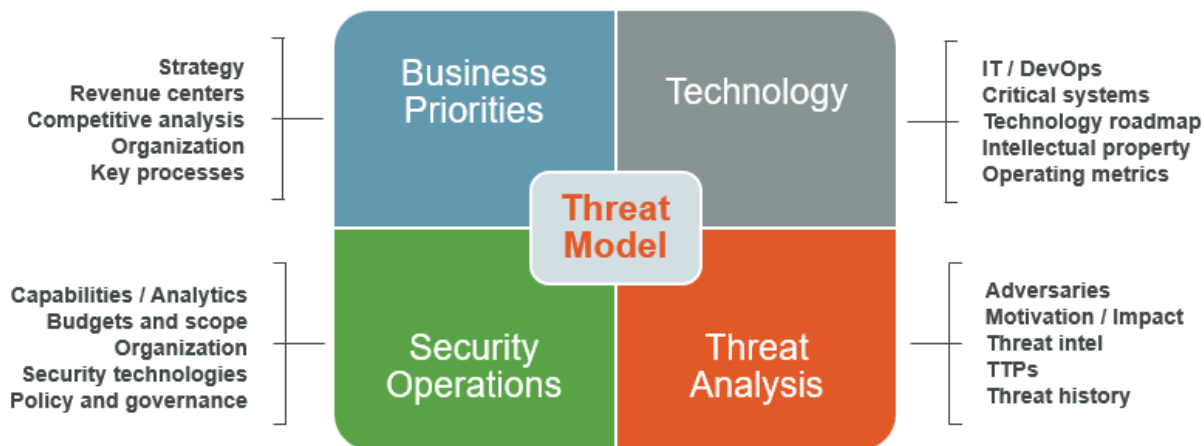 Strategy
Revenue centers
Competitive analysis
Organization
Key processes
Business
Priorities
Technology
IT / DevOps
Critical systems
Technology roadmap
Intellectual property
Operating metrics
Threat
Model
Capabilities / Analytics
Budgets and scope
Organization
Security technologies
Policy and governance
Security
Operations
Threat
Analysis
Adversaries
Motivation / Impact
Threat intel
TTPs
Threat history